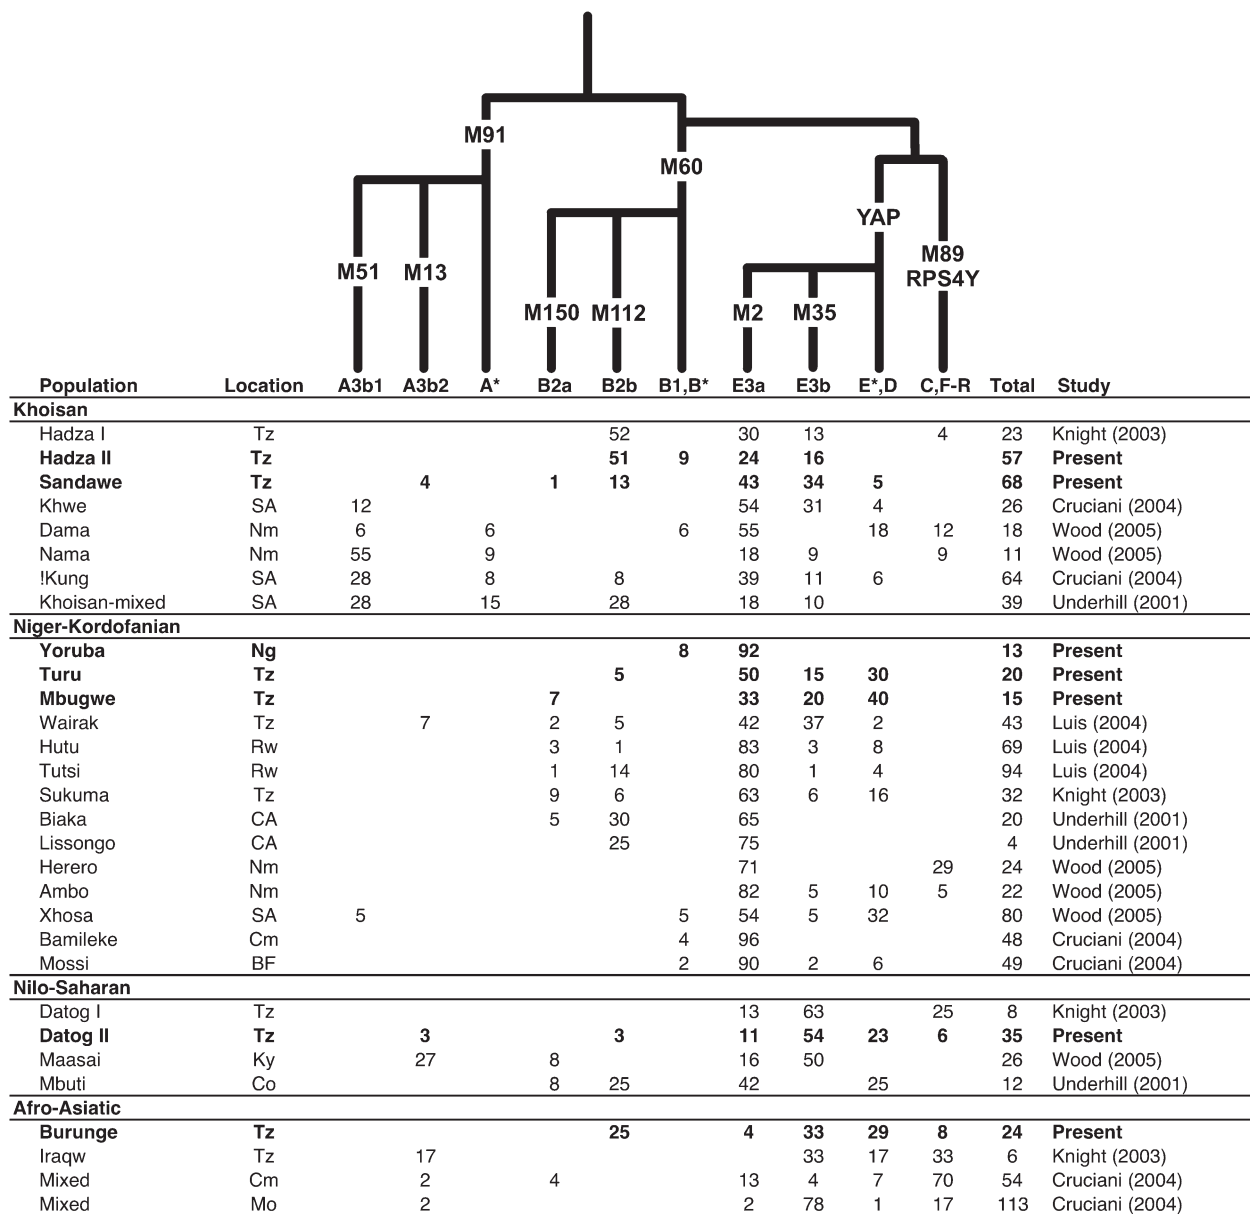 M91
M60
YAP
M51 M13
M89
RPS4Y
M150 M112 M2 M35
Population Location A3b1 A3b2 A* B2a B2b B1,B* E3a E3b E*,D C,F-R Total Study
Khoisan
Hadza I Tz 52 30 13 4 23 Knight (2003)
Hadza II Tz 51 9 24 16 57 Present
Sandawe Tz 4 1 13 43 34 5 68 Present
Khwe SA 12 54 31 4 26 Cruciani (2004)
Dama Nm 6 6 6 55 18 12 18 Wood (2005)
Nama Nm 55 9 18 9 9 11 Wood (2005)
!Kung SA 28 8 8 39 11 6 64 Cruciani (2004)
Khoisan-mixed SA 28 15 28 18 10 39 Underhill (2001)
Niger-Kordofanian
Yoruba Ng 8 92 13 Present
Turu Tz 5 50 15 30 20 Present
Mbugwe Tz 7 33 20 40 15 Present
Wairak Tz 7 2 5 42 37 2 43 Luis (2004)
Hutu Rw 3 1 83 3 8 69 Luis (2004)
Tutsi Rw 1 14 80 1 4 94 Luis (2004)
Sukuma Tz 9 6 63 6 16 32 Knight (2003)
Biaka CA 5 30 65 20 Underhill (2001)
Lissongo CA 25 75 4 Underhill (2001)
Herero Nm 71 29 24 Wood (2005)
Ambo Nm 82 5 10 5 22 Wood (2005)
Xhosa SA 5 5 54 5 32 80 Wood (2005)
Bamileke Cm 4 96 48 Cruciani (2004)
Mossi BF 2 90 2 6 49 Cruciani (2004)
Nilo-Saharan
Datog I Tz 13 63 25 8 Knight (2003)
Datog II Tz 3 3 11 54 23 6 35 Present
Maasai Ky 27 8 16 50 26 Wood (2005)
Mbuti Co 8 25 42 25 12 Underhill (2001)
Afro-Asiatic
Burunge Tz 25 4 33 29 8 24 Present
Iraqw Tz 17 33 17 33 6 Knight (2003)
Mixed Cm 2 4 13 4 7 70 54 Cruciani (2004)
Mixed Mo 2 2 78 1 17 113 Cruciani (2004)